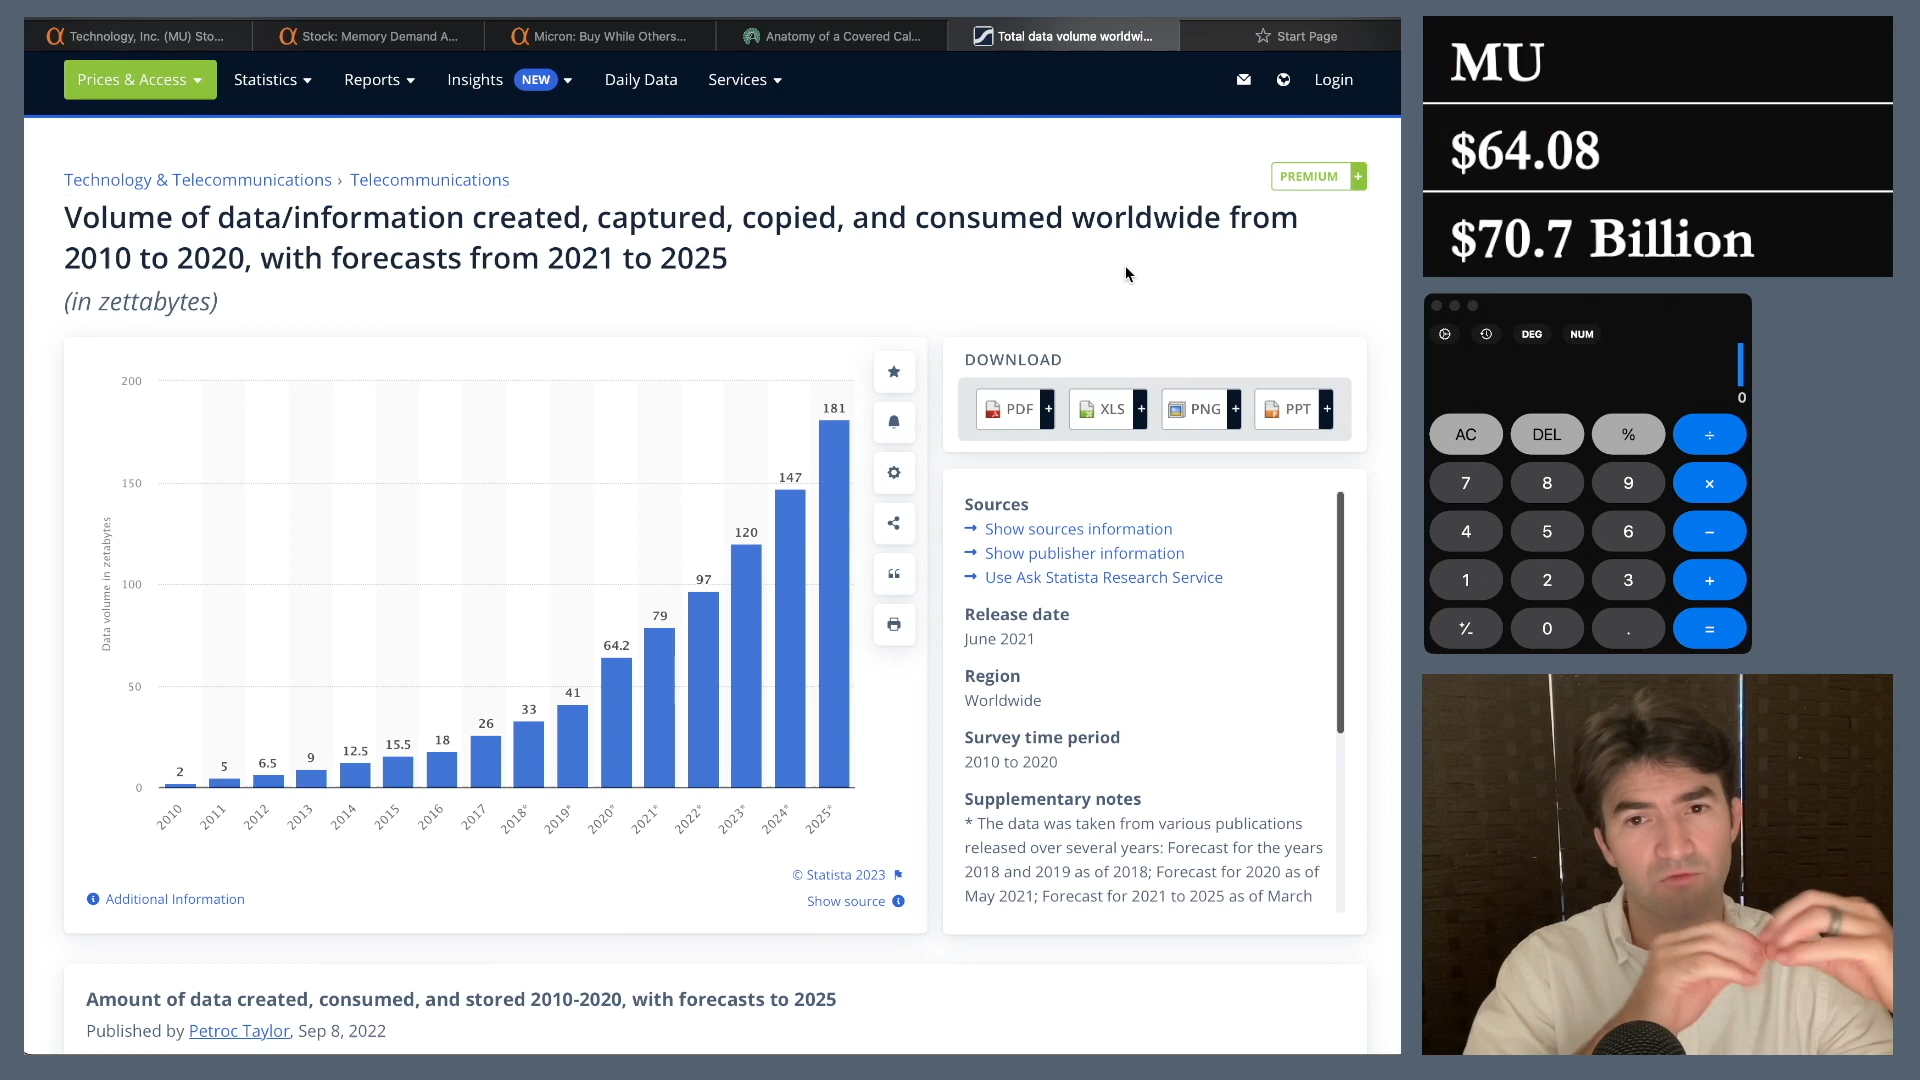 Technology, Inc. (MU) Sto...
Stock: Memory Demand A...
Micron: Buy While Others...
Anatomy of a Covered Cal...
Total data volume worldwi...
Start Page
Prices & Access
Statistics
Reports
Insights NEW
Daily Data
Services
Login
Technology & Telecommunications › Telecommunications
PREMIUM +
Volume of data/information created, captured, copied, and consumed worldwide from
2010 to 2020, with forecasts from 2021 to 2025
(in zettabytes)
Data volume in zetabytes
200
150
100
50
0
2
5
6.5
9
12.5
15.5
18
26
33
41
64.2
79
97
120
147
181
2010
2011
2012
2013
2014
2015
2016
2017
2018*
2019*
2020*
2021*
2022*
2023*
2024*
2025*
© Statista 2023
Additional Information
Show source
DOWNLOAD
PDF +
XLS +
PNG +
PPT +
Sources
→ Show sources information
→ Show publisher information
→ Use Ask Statista Research Service
Release date
June 2021
Region
Worldwide
Survey time period
2010 to 2020
Supplementary notes
* The data was taken from various publications
released over several years: Forecast for the years
2018 and 2019 as of 2018; Forecast for 2020 as of
May 2021; Forecast for 2021 to 2025 as of March
Amount of data created, consumed, and stored 2010-2020, with forecasts to 2025
Published by Petroc Taylor, Sep 8, 2022
MU
$64.08
$70.7 Billion
DEG NUM
0
AC DEL % ÷
7 8 9 ×
4 5 6 −
1 2 3 +
⁺∕₋ 0 . =